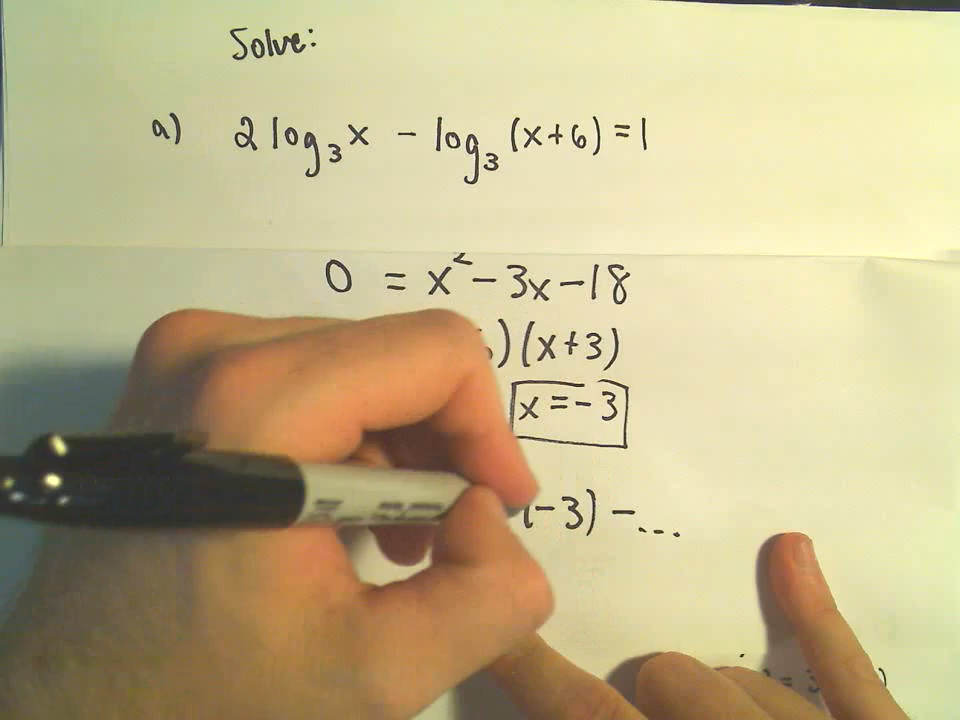 Solve:
a) 2 log₃ x - log₃ (x+6) = 1
0 = x² - 3x - 18
) (x+3)
x = -3
(-3) - ...